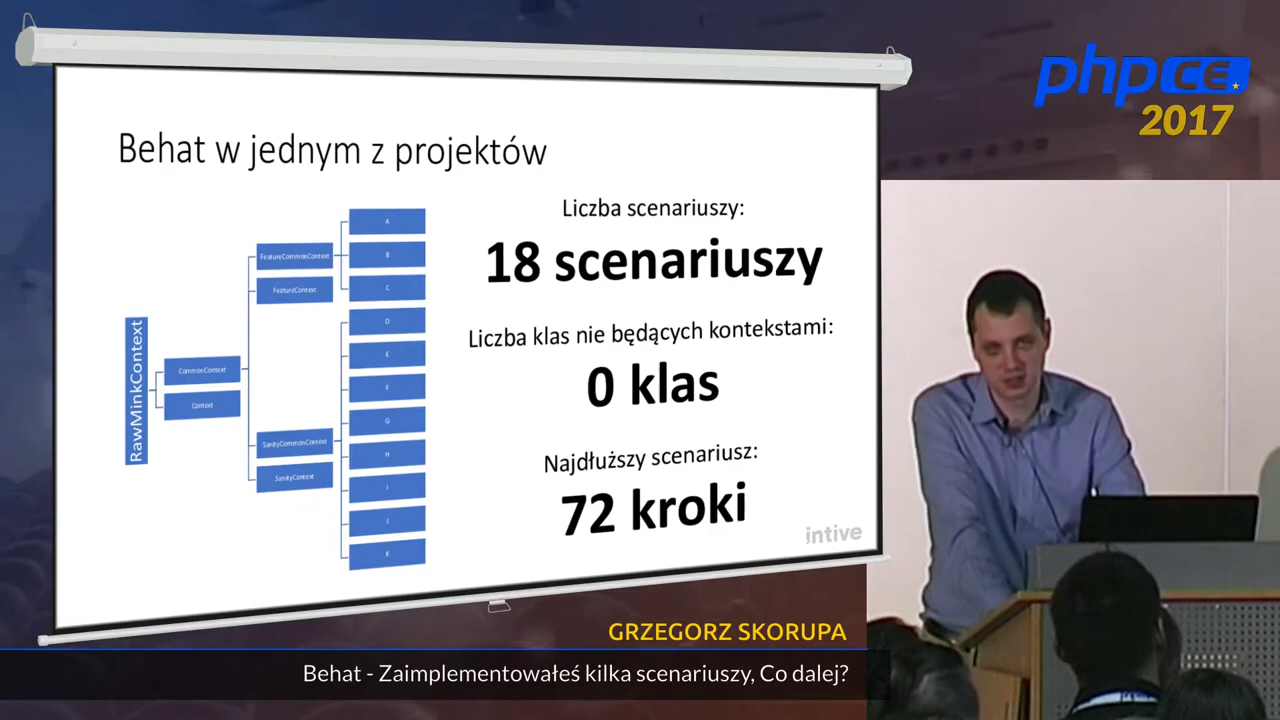 phpCE
2017
Behat w jednym z projektów
RawMinkContext
CommonContext
Context
FeatureCommonContext
FeatureContext
SanityCommonContext
SanityContext
A
B
C
D
E
F
G
H
I
J
K
Liczba scenariuszy:
18 scenariuszy
Liczba klas nie będących kontekstami:
0 klas
Najdłuższy scenariusz:
72 kroki
intive
GRZEGORZ SKORUPA
Behat - Zaimplementowałeś kilka scenariuszy, Co dalej?